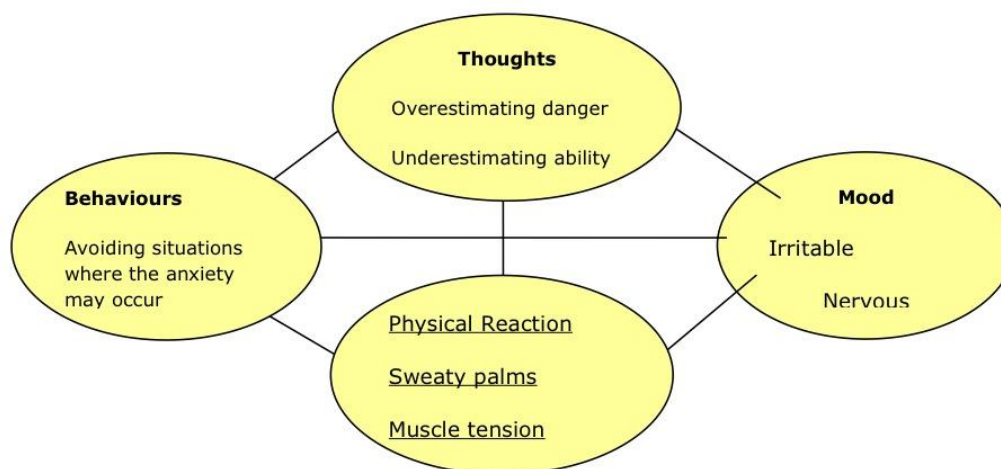 Thoughts
Overestimating danger
Underestimating ability
Behaviours
Avoiding situations
where the anxiety
may occur
Mood
Irritable
Nervous
Physical Reaction
Sweaty palms
Muscle tension